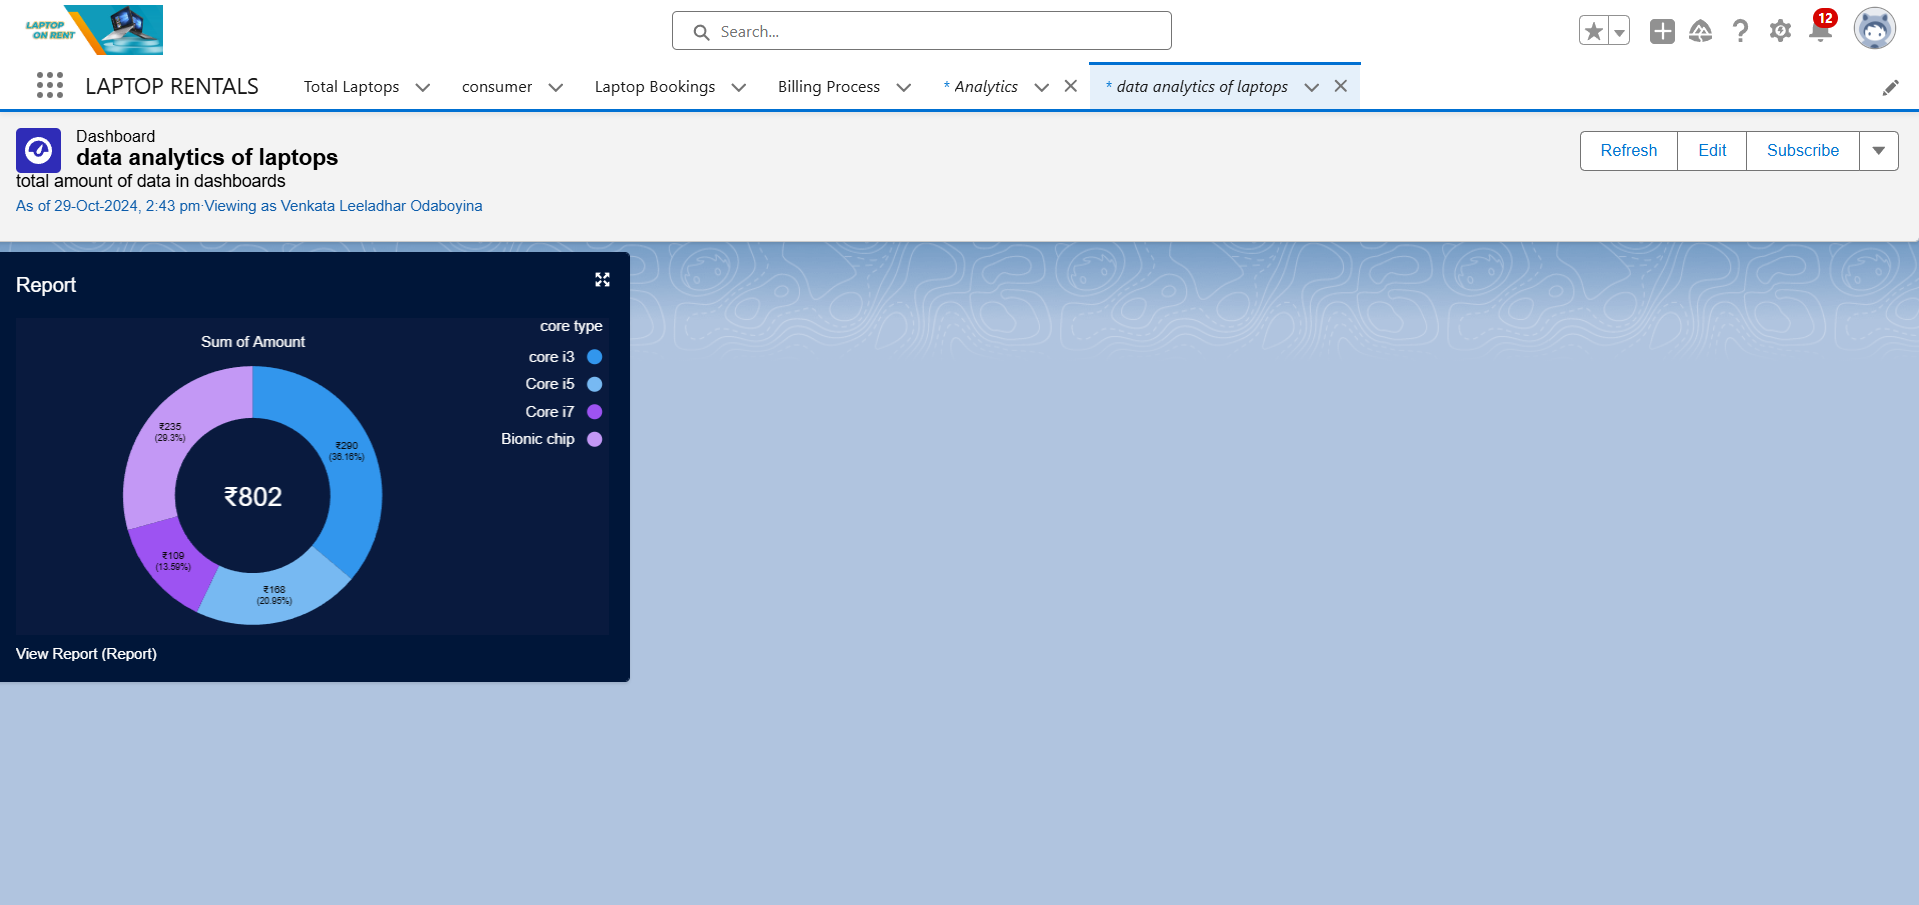 LAPTOP
ON RENT
Search...
12
LAPTOP RENTALS
Total Laptops
consumer
Laptop Bookings
Billing Process
* Analytics
* data analytics of laptops
Dashboard
data analytics of laptops
total amount of data in dashboards
As of 29-Oct-2024, 2:43 pm·Viewing as Venkata Leeladhar Odaboyina
Refresh
Edit
Subscribe
Report
core type
Sum of Amount
core i3
Core i5
Core i7
Bionic chip
₹235
(29.3%)
₹290
(36.16%)
₹802
₹109
(13.59%)
₹168
(20.95%)
View Report (Report)